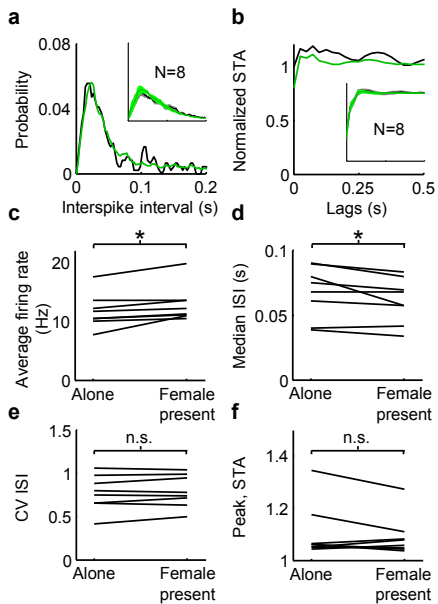 a
0.08
0.04
0
Probability
N=8
0 0.1 0.2
Interspike interval (s)
b
1
0.5
0
Normalized STA
N=8
0 0.25 0.5
Lags (s)
c
*
20
10
0
Average firing rate
(Hz)
Alone Female
present
d
*
0.1
0.05
0
Median ISI (s)
Alone Female
present
e
n.s.
1.5
1
0.5
0
CV ISI
Alone Female
present
f
n.s.
1.4
1.2
1
Peak, STA
Alone Female
present